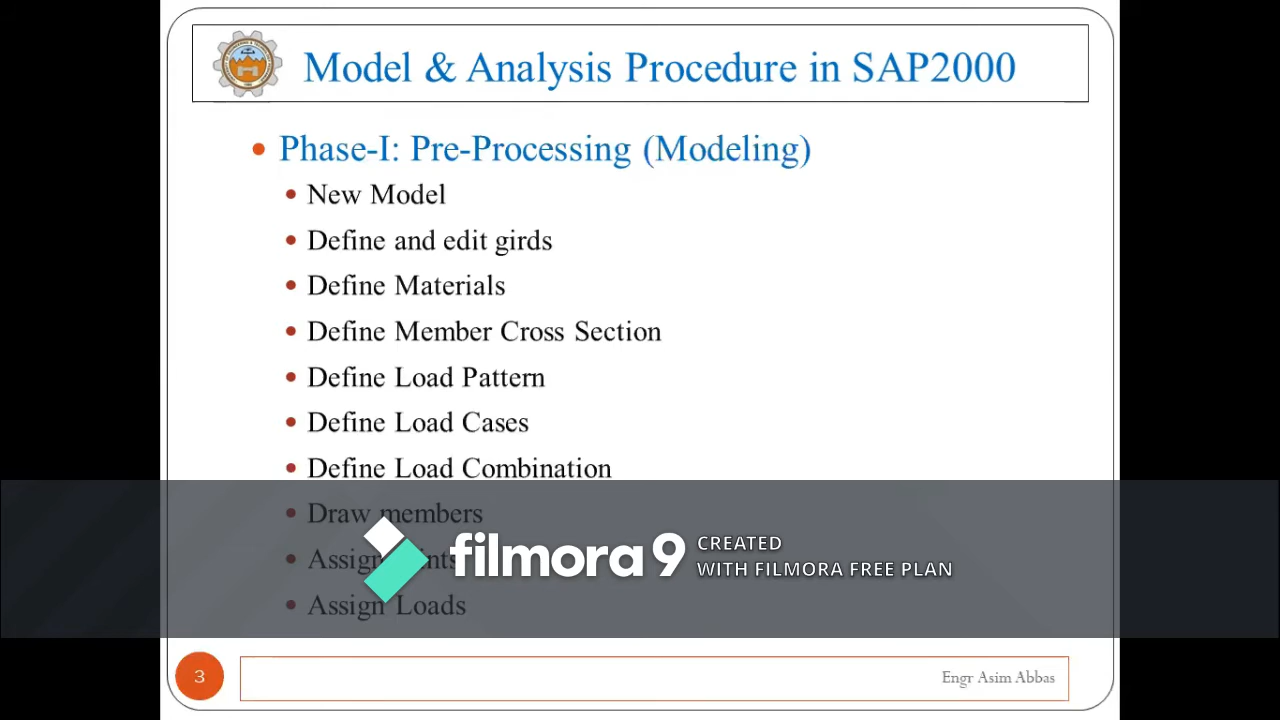 Model & Analysis Procedure in SAP2000
Phase-I: Pre-Processing (Modeling)
New Model
Define and edit girds
Define Materials
Define Member Cross Section
Define Load Pattern
Define Load Cases
Define Load Combination
Draw members
Assign
Assign Loads
filmora9
CREATED
WITH FILMORA FREE PLAN
3
Engr Asim Abbas